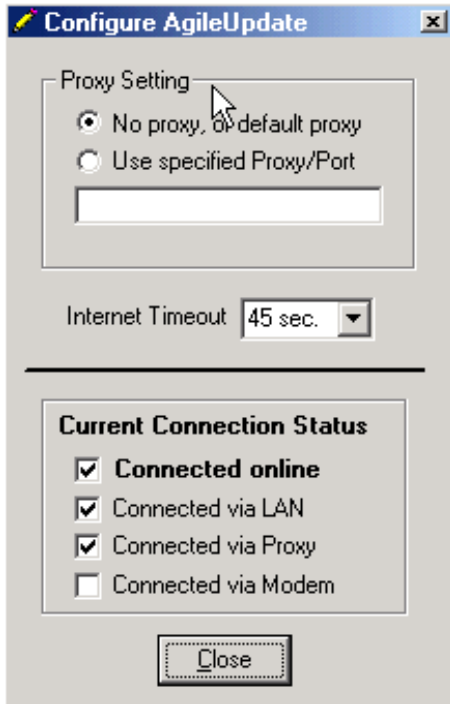 Configure AgileUpdate
Proxy Setting
No proxy, or default proxy
Use specified Proxy/Port
Internet Timeout 45 sec.
Current Connection Status
Connected online
Connected via LAN
Connected via Proxy
Connected via Modem
Close